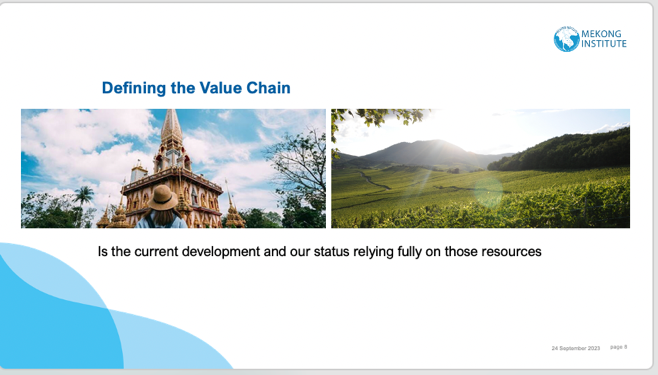 MEKONG
INSTITUTE
Defining the Value Chain
Is the current development and our status relying fully on those resources
24 September 2023 page 8